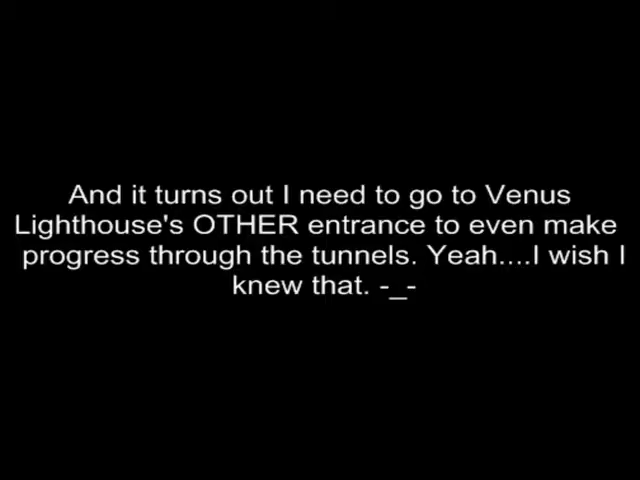 And it turns out I need to go to Venus
Lighthouse's OTHER entrance to even make
progress through the tunnels. Yeah....I wish I
knew that. -_-